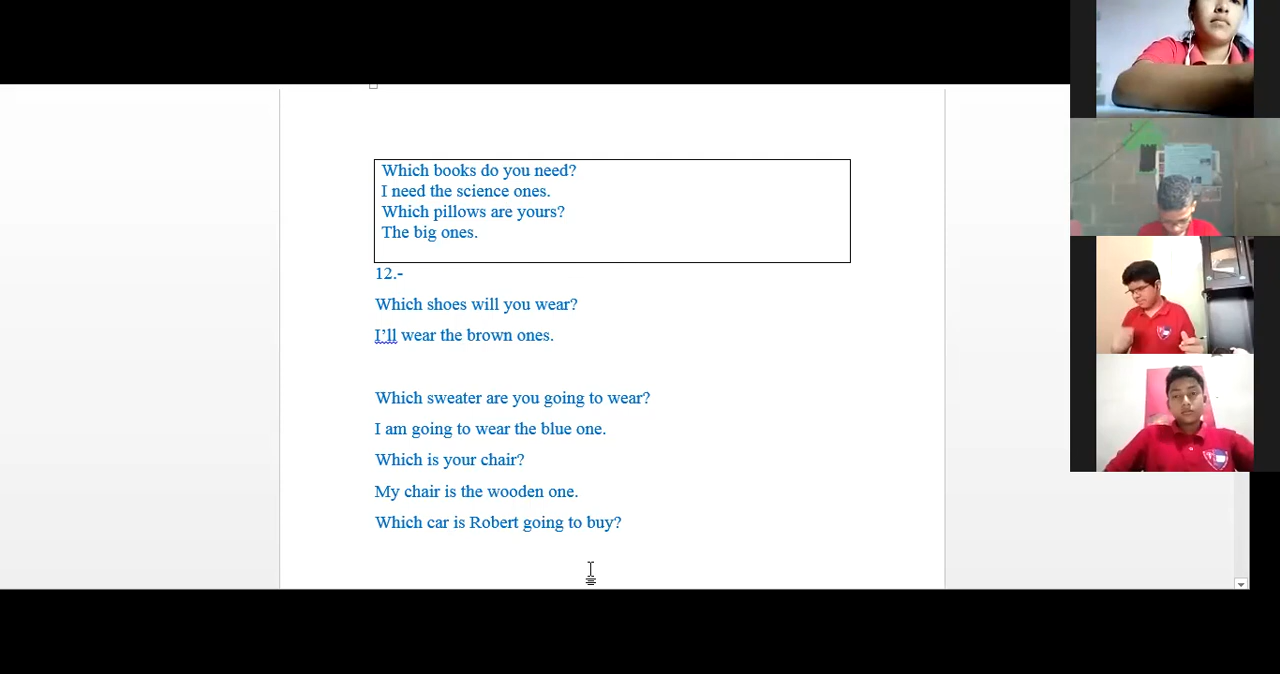 Which books do you need?
I need the science ones.
Which pillows are yours?
The big ones.
12.-
Which shoes will you wear?
I'll wear the brown ones.
Which sweater are you going to wear?
I am going to wear the blue one.
Which is your chair?
My chair is the wooden one.
Which car is Robert going to buy?